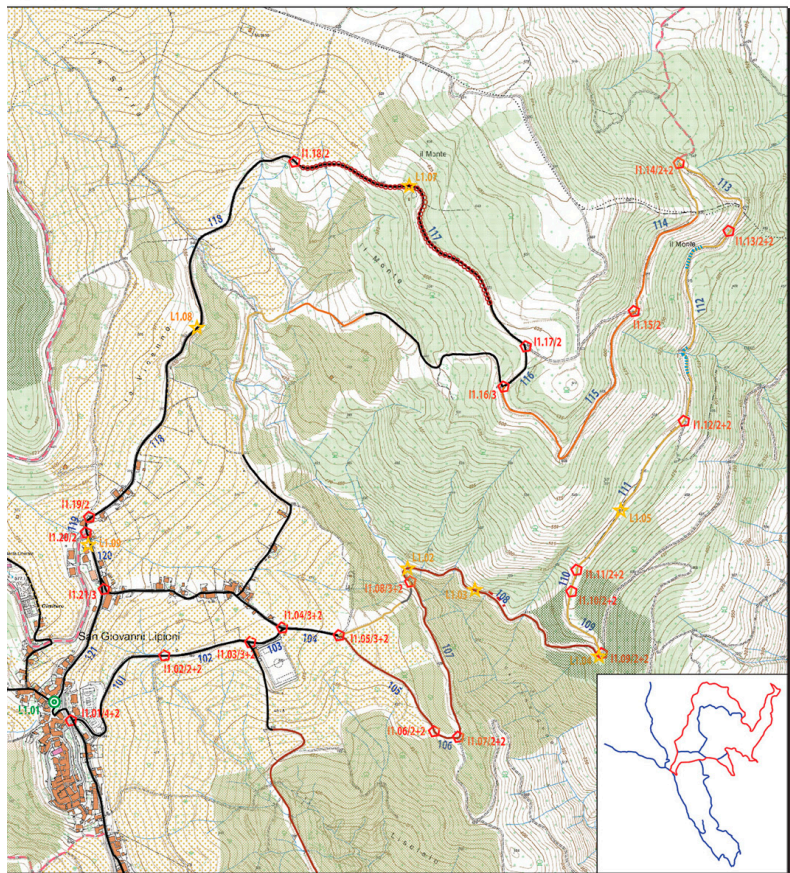 I1.18/2
il Monte
L1.07
I1.14/2+2
113
118
114
117
I1.13/2+2
il Monte
il Monte
112
L1.08
I1.15/2
I1.17/2
116
115
I1.16/3
I1.12/2+2
118
111
I1.19/2
L1.05
119
I1.20/2
120
I1.21/3
I1.08/3+2
L1.03
108
110
I1.11/2+2
I1.10/2+2
109
I1.04/3+2
San Giovanni Lipioni
104
I1.05/3+2
103
I1.03/3+2
102
I1.02/2+2
121
107
L1.04
I1.09/2+2
101
105
L1.01
I1.01/4+2
I1.06/2+2
106
I1.07/2+2